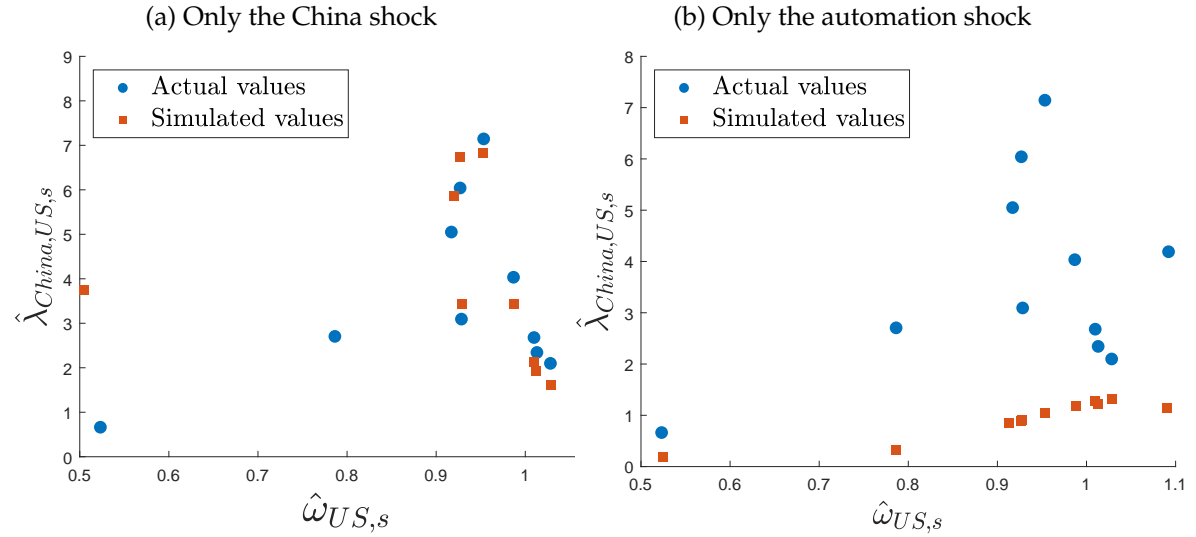 (a) Only the China shock
9
8
7
6
5
4
3
2
1
0
Actual values
Simulated values
0.5 0.6 0.7 0.8 0.9 1
λ̂_{China,US,s}
ω̂_{US,s}
(b) Only the automation shock
8
7
6
5
4
3
2
1
0
Actual values
Simulated values
0.5 0.6 0.7 0.8 0.9 1 1.1
λ̂_{China,US,s}
ω̂_{US,s}